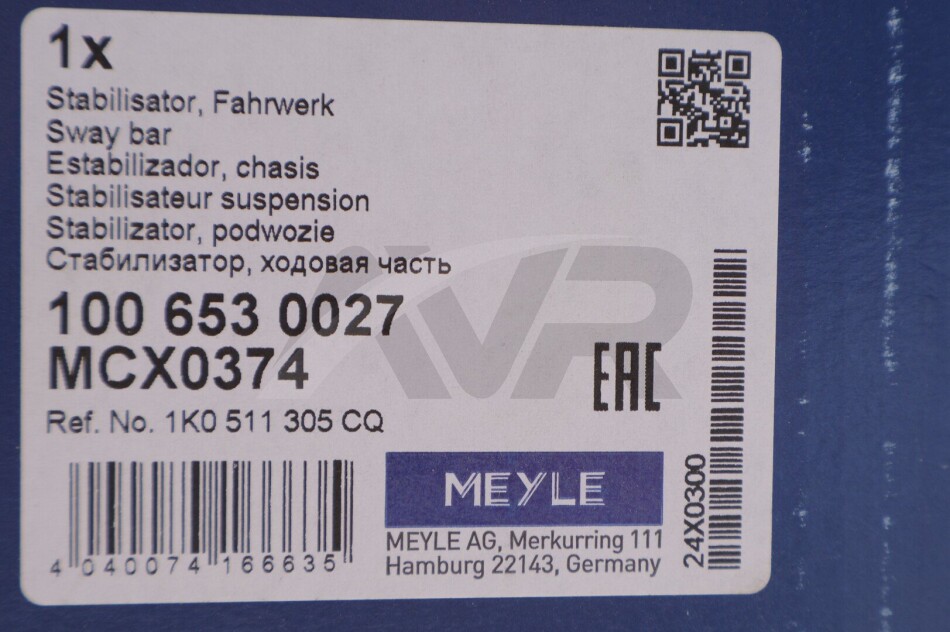 1x
Stabilisator, Fahrwerk
Sway bar
Estabilizador, chasis
Stabilisateur suspension
Stabilizator, podwozie
Стабилизатор, ходовая часть
100 653 0027
MCX0374
Ref. No. 1K0 511 305 CQ
EAC
4 040074 166635
MEYLE
MEYLE AG, Merkurring 111
Hamburg 22143, Germany
24X0300
AVR